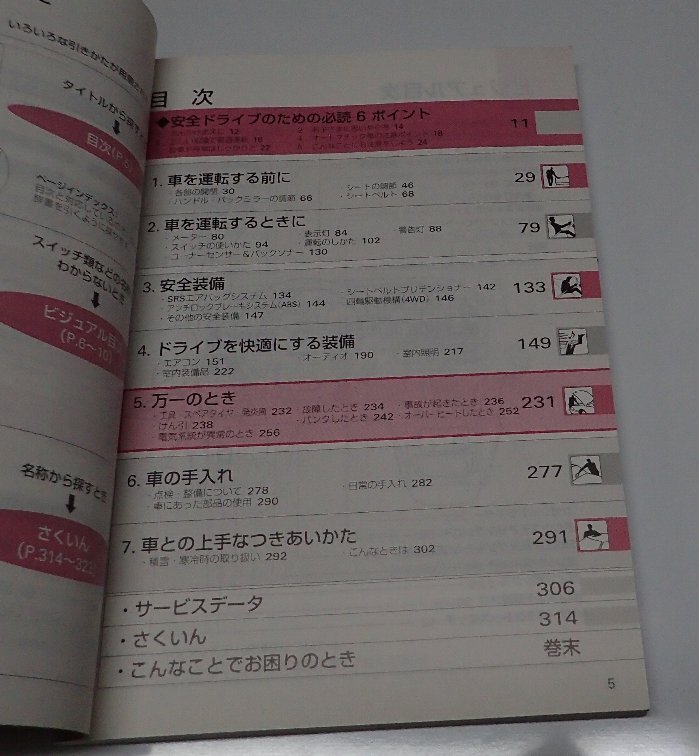 いろいろな引きかたが
タイトルから探す
目次(P.5)
ページインデックス
目次と対応している
辞書を引くように
スイッチ類などの名
わからないとき
ビジュアル目
(P.6〜10)
名称から探すとき
さくいん
(P.314〜323)
目 次
◆安全ドライブのための必読6ポイント 11
1. 車を運転する前に 29
・各部の開閉 30 ・シートの調節 46
・ハンドル・バックミラーの調節 66 ・シートベルト 68
2. 車を運転するときに 79
・メーター 80 ・表示灯 84 ・警告灯 88
・スイッチの使いかた 94 ・運転のしかた 102
・コーナーセンサー&バックソナー 130
3. 安全装備 133
・SRSエアバッグシステム 134 ・シートベルトプリテンショナー 142
・アンチロックブレーキシステム(ABS) 144 ・四輪駆動機構(4WD) 146
・その他の安全装備 147
4. ドライブを快適にする装備 149
・エアコン 151 ・オーディオ 190 ・室内照明 217
・室内装備品 222
5. 万一のとき 231
・工具・スペアタイヤ・発炎筒 232 ・故障したとき 234 ・事故が起きたとき 236
・けん引 238 ・パンクしたとき 242 ・オーバーヒートしたとき 252
・電気系統が異常のとき 256
6. 車の手入れ 277
・点検・整備について 278 ・日常の手入れ 282
・車にあった部品の使用 290
7. 車との上手なつきあいかた 291
・積雪・寒冷時の取り扱い 292 ・こんなときは 302
・サービスデータ 306
・さくいん 314
・こんなことでお困りのとき 巻末
5